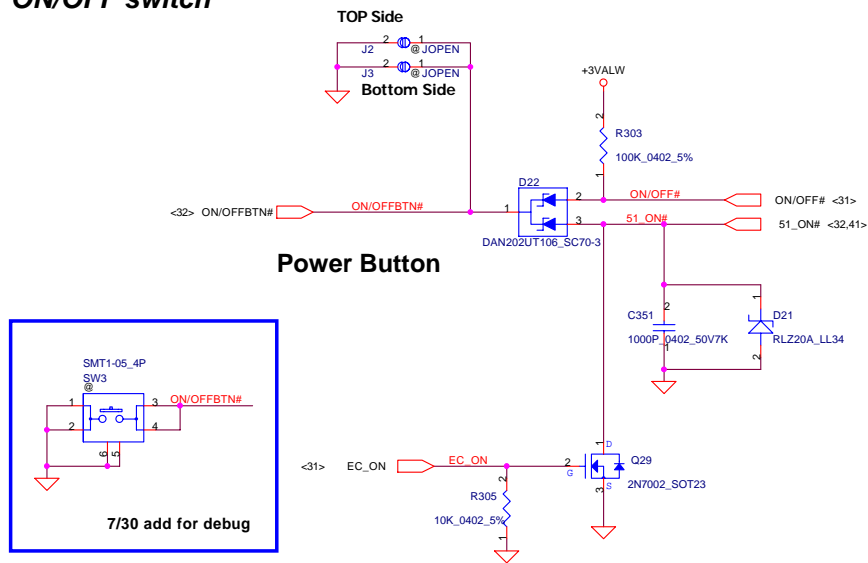 ON/OFF switch
TOP Side
J2 2 1 @ JOPEN
J3 2 1 @ JOPEN
Bottom Side
+3VALW
2
R303
100K_0402_5%
1
D22
<32> ON/OFFBTN# ON/OFFBTN# 1 2 ON/OFF# ON/OFF# <31>
3 51_ON# 51_ON# <32,41>
DAN202UT106_SC70-3
Power Button
C351 2 1 D21
1000P_0402_50V7K RLZ20A_LL34
1 2
SMT1-05_4P
SW3
@
1 3 ON/OFFBTN#
2 4
6 5
7/30 add for debug
<31> EC_ON EC_ON 2 G
1 D
Q29
2N7002_SOT23
3 S
2
R305
10K_0402_5%
1